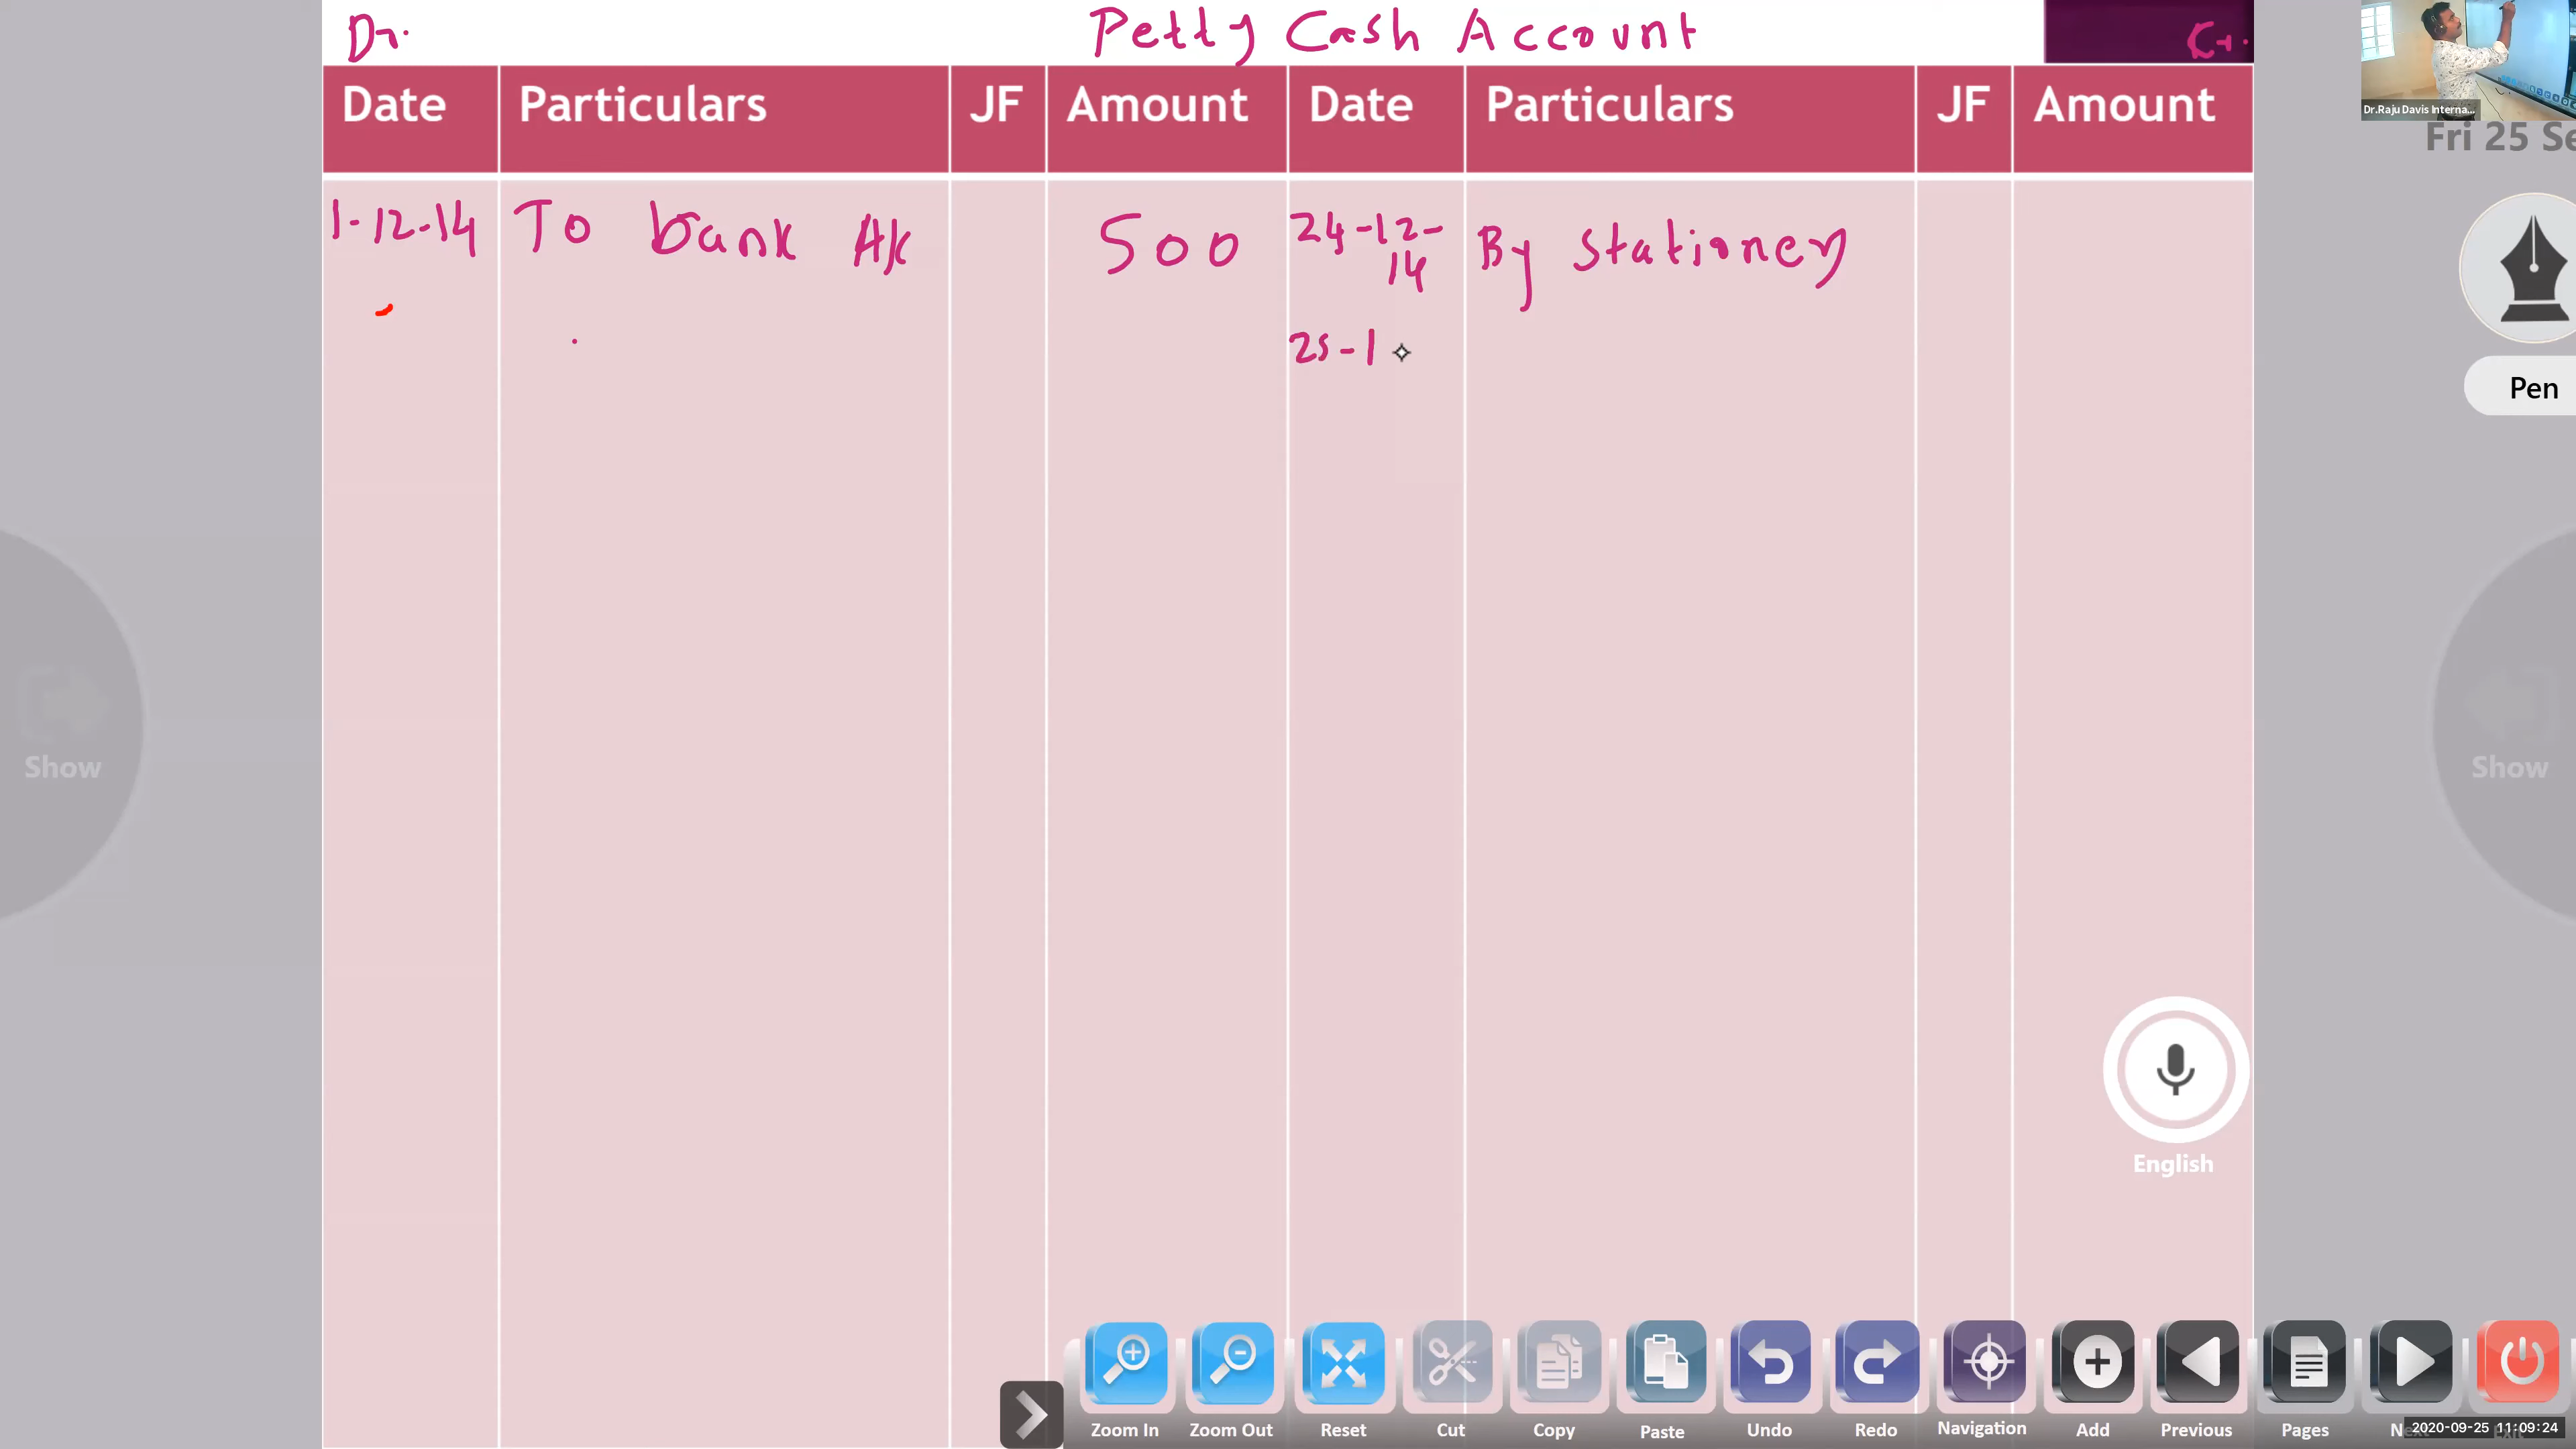 Dr. Petty Cash Account Cr.
Date Particulars JF Amount Date Particulars JF Amount
1-12-14 To bank A/c 500 24-12-14 By Stationery
25-1
Dr.Raju Davis Interna...
Fri 25 Se
Pen
Show
Show
English
Zoom In Zoom Out Reset Cut Copy Paste Undo Redo Navigation Add Previous Pages
2020-09-25 11:09:24